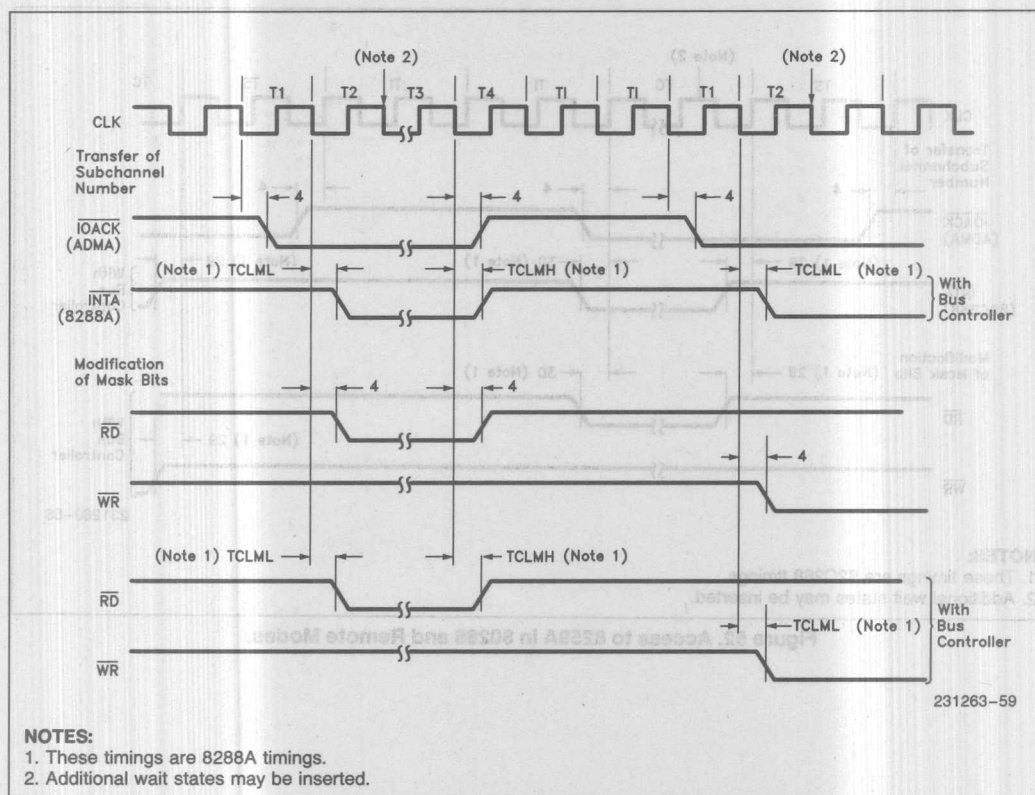 (Note 2) (Note 2)
T1 T2 T3 T4 TI TI T1 T2
CLK
Transfer of
Subchannel
Number
4 4 4
IOACK
(ADMA)
(Note 1) TCLML TCLMH (Note 1) TCLML (Note 1)
INTA
(8288A)
With
Bus
Controller
Modification
of Mask Bits
4 4
RD
4
WR
(Note 1) TCLML TCLMH (Note 1)
RD
TCLML (Note 1)
With
Bus
Controller
WR
231263–59
NOTES:
1. These timings are 8288A timings.
2. Additional wait states may be inserted.